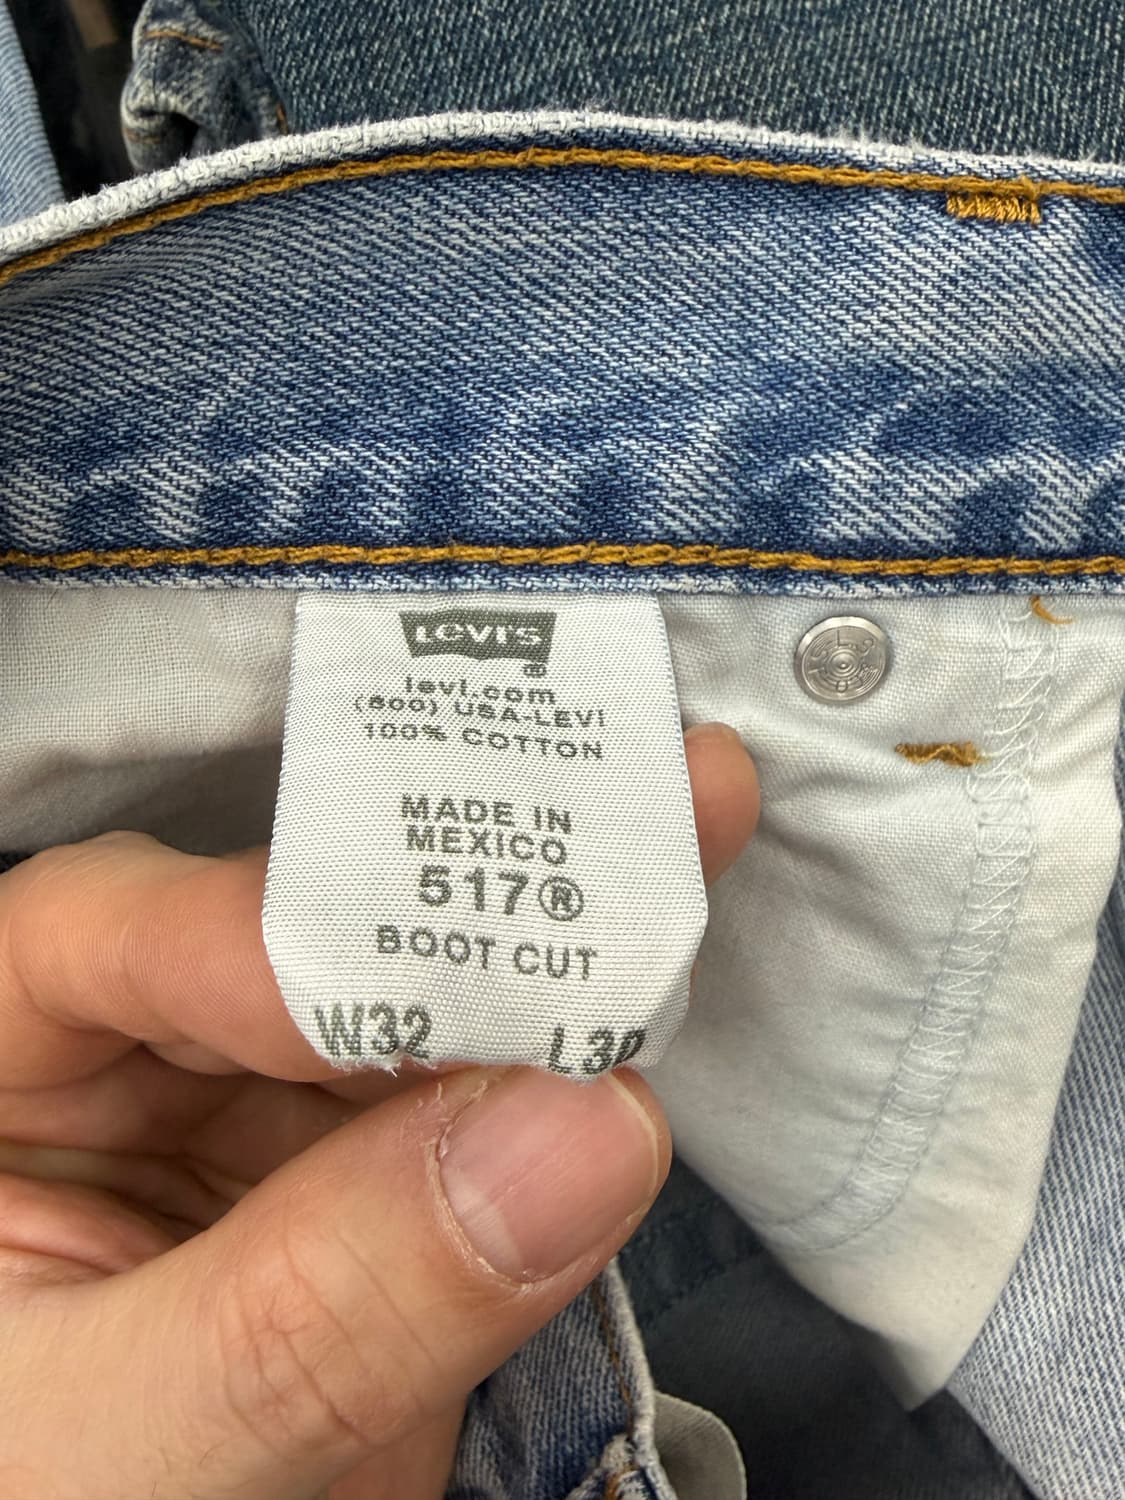 LEVI'S
®
levi.com
(800) USA-LEVI
100% COTTON
MADE IN
MEXICO
517®
BOOT CUT
W32 L30